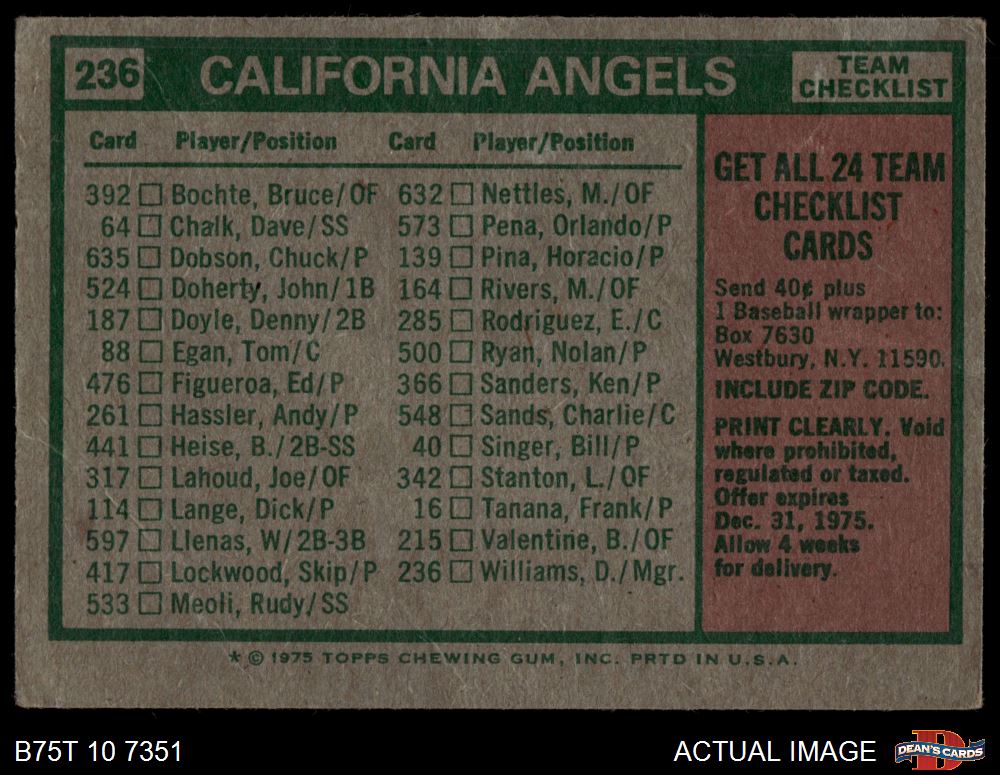 236 CALIFORNIA ANGELS TEAM CHECKLIST
Card Player/Position Card Player/Position
392 □ Bochte, Bruce/OF
64 □ Chalk, Dave/SS
635 □ Dobson, Chuck/P
524 □ Doherty, John/1B
187 □ Doyle, Denny/2B
88 □ Egan, Tom/C
476 □ Figueroa, Ed/P
261 □ Hassler, Andy/P
441 □ Heise, B./2B-SS
317 □ Lahoud, Joe/OF
114 □ Lange, Dick/P
597 □ Llenas, W/2B-3B
417 □ Lockwood, Skip/P
533 □ Meoli, Rudy/SS
632 □ Nettles, M./OF
573 □ Pena, Orlando/P
139 □ Pina, Horacio/P
164 □ Rivers, M./OF
285 □ Rodriguez, E./C
500 □ Ryan, Nolan/P
366 □ Sanders, Ken/P
548 □ Sands, Charlie/C
40 □ Singer, Bill/P
342 □ Stanton, L./OF
16 □ Tanana, Frank/P
215 □ Valentine, B./OF
236 □ Williams, D./Mgr.
GET ALL 24 TEAM
CHECKLIST
CARDS
Send 40¢ plus
1 Baseball wrapper to:
Box 7630
Westbury, N.Y. 11590.
INCLUDE ZIP CODE.
PRINT CLEARLY. Void
where prohibited,
regulated or taxed.
Offer expires
Dec. 31, 1975.
Allow 4 weeks
for delivery.
* © 1975 TOPPS CHEWING GUM, INC. PRTD IN U.S.A.
B75T 10 7351
ACTUAL IMAGE
D
DEAN'S CARDS